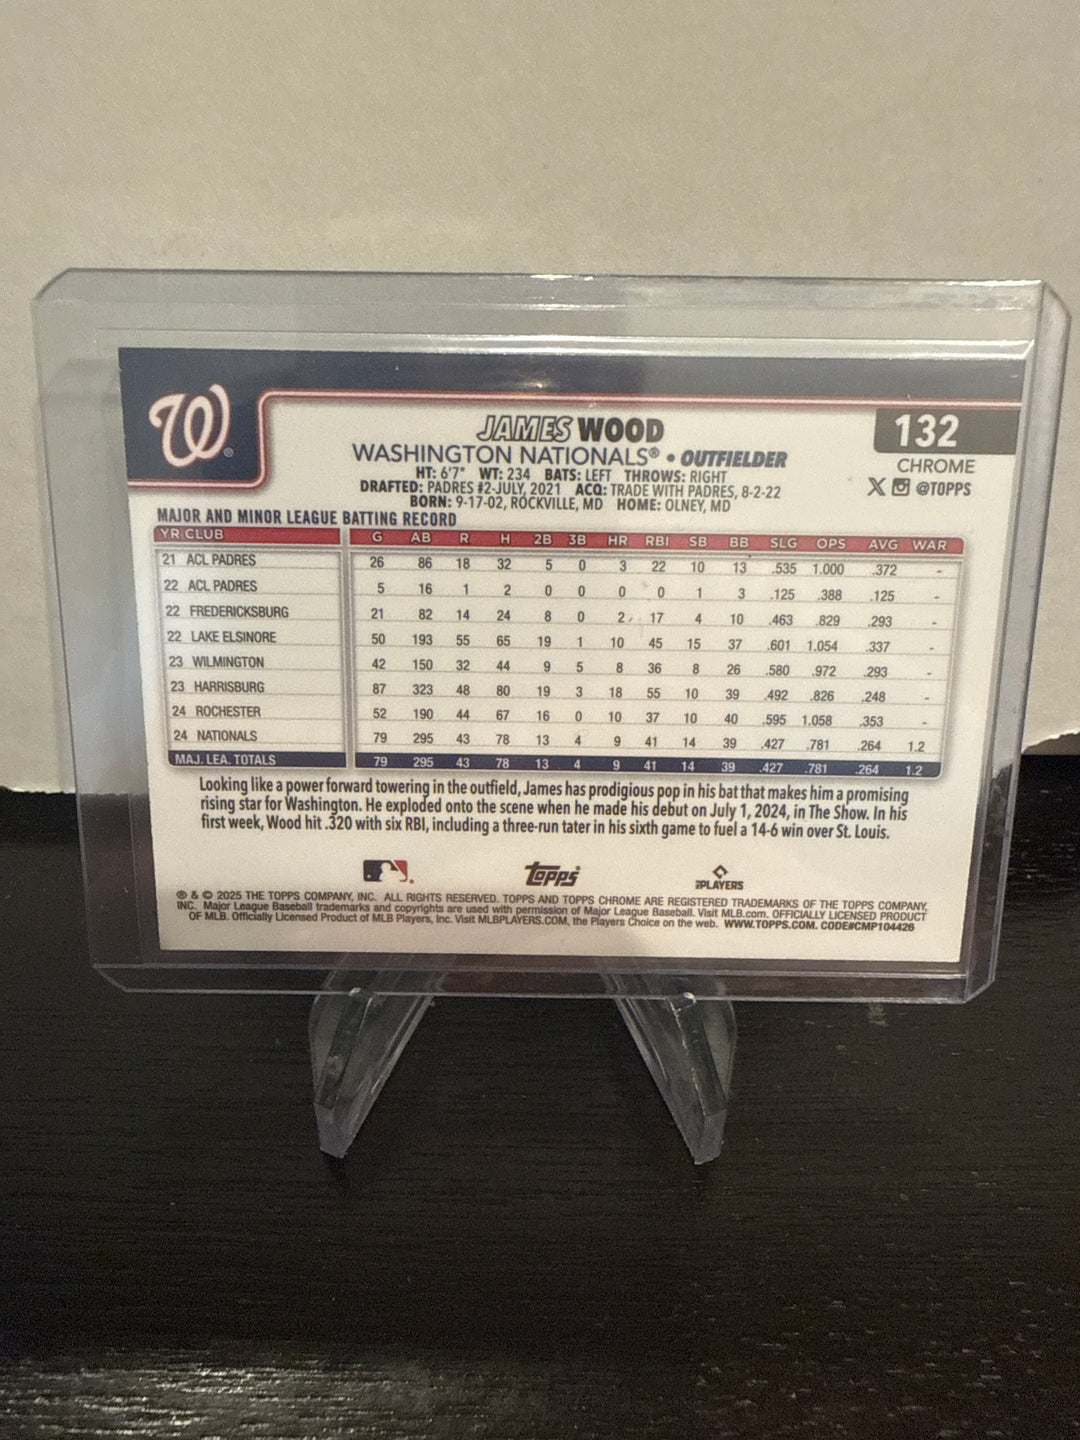 W®
JAMES WOOD
132
WASHINGTON NATIONALS® • OUTFIELDER
CHROME
HT: 6'7" WT: 234 BATS: LEFT THROWS: RIGHT
X @TOPPS
DRAFTED: PADRES #2-JULY, 2021 ACQ: TRADE WITH PADRES, 8-2-22
BORN: 9-17-02, ROCKVILLE, MD HOME: OLNEY, MD
MAJOR AND MINOR LEAGUE BATTING RECORD
YR CLUB G AB R H 2B 3B HR RBI SB BB SLG OPS AVG WAR
21 ACL PADRES 26 86 18 32 5 0 3 22 10 13 .535 1.000 .372 -
22 ACL PADRES 5 16 1 2 0 0 0 0 1 3 .125 .388 .125 -
22 FREDERICKSBURG 21 82 14 24 8 0 2 17 4 10 .463 .829 .293 -
22 LAKE ELSINORE 50 193 55 65 19 1 10 45 15 37 .601 1.054 .337 -
23 WILMINGTON 42 150 32 44 9 5 8 36 8 26 .580 .972 .293 -
23 HARRISBURG 87 323 48 80 19 3 18 55 10 39 .492 .826 .248 -
24 ROCHESTER 52 190 44 67 16 0 10 37 10 40 .595 1.058 .353 -
24 NATIONALS 79 295 43 78 13 4 9 41 14 39 .427 .781 .264 1.2
MAJ. LEA. TOTALS 79 295 43 78 13 4 9 41 14 39 .427 .781 .264 1.2
Looking like a power forward towering in the outfield, James has prodigious pop in his bat that makes him a promising
rising star for Washington. He exploded onto the scene when he made his debut on July 1, 2024, in The Show. In his
first week, Wood hit .320 with six RBI, including a three-run tater in his sixth game to fuel a 14-6 win over St. Louis.
Topps
MLBPLAYERS
® & © 2025 THE TOPPS COMPANY, INC. ALL RIGHTS RESERVED. TOPPS AND TOPPS CHROME ARE REGISTERED TRADEMARKS OF THE TOPPS COMPANY,
INC. Major League Baseball trademarks and copyrights are used with permission of Major League Baseball. Visit MLB.com. OFFICIALLY LICENSED PRODUCT
OF MLB. Officially Licensed Product of MLB Players, Inc. Visit MLBPLAYERS.COM, the Players Choice on the web. WWW.TOPPS.COM. CODE#CMP104426